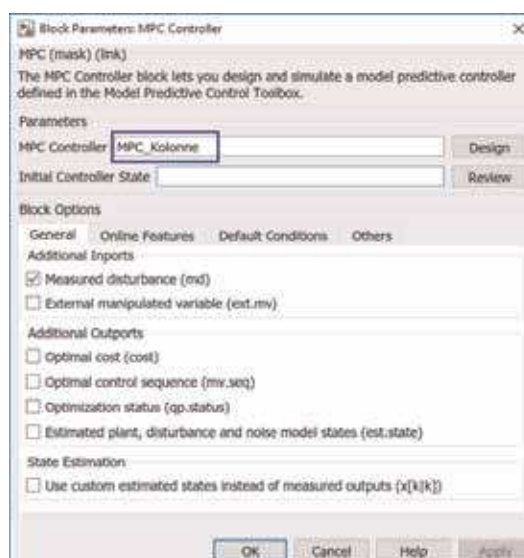 Block Parameters: MPC Controller
MPC (mask) (link)
The MPC Controller block lets you design and simulate a model predictive controller
defined in the Model Predictive Control Toolbox.
Parameters
MPC Controller MPC_Kolonne Design
Initial Controller State Review
Block Options
General Online Features Default Conditions Others
Additional Inports
Measured disturbance (md)
External manipulated variable (ext.mv)
Additional Outports
Optimal cost (cost)
Optimal control sequence (mv.seq)
Optimization status (qp.status)
Estimated plant, disturbance and noise model states (est.state)
State Estimation
Use custom estimated states instead of measured outputs (x[k|k])
OK Cancel Help Apply